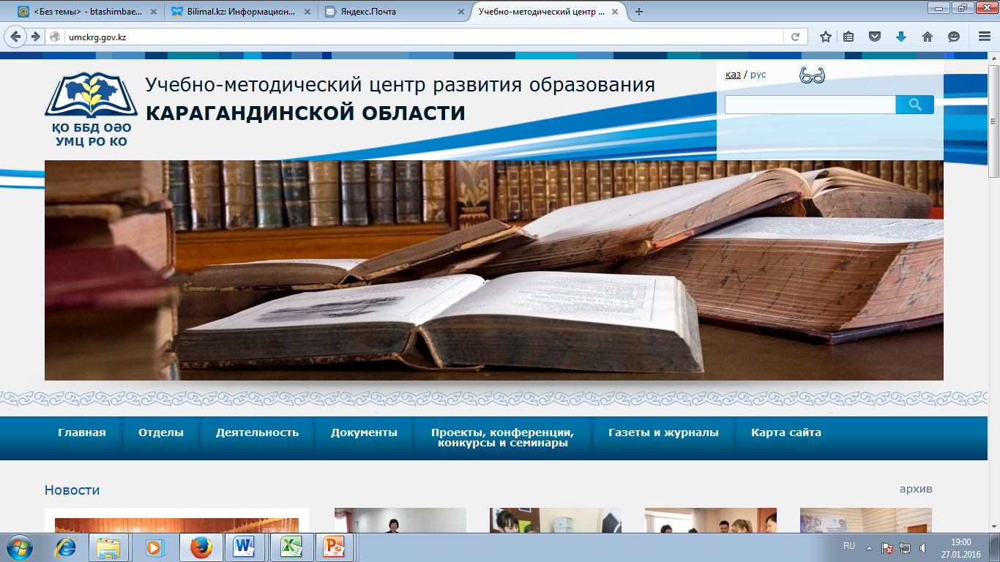 <Без темы> - btashimbae...
Bilimal.kz: Информацион...
Яндекс.Почта
Учебно-методический центр ...
umckrg.gov.kz
қаз / рус
Учебно-методический центр развития образования
КАРАГАНДИНСКОЙ ОБЛАСТИ
ҚО ББД ОӘО
УМЦ РО КО
Главная
Отделы
Деятельность
Документы
Проекты, конференции,
конкурсы и семинары
Газеты и журналы
Карта сайта
Новости
архив
RU
19:00
27.01.2016